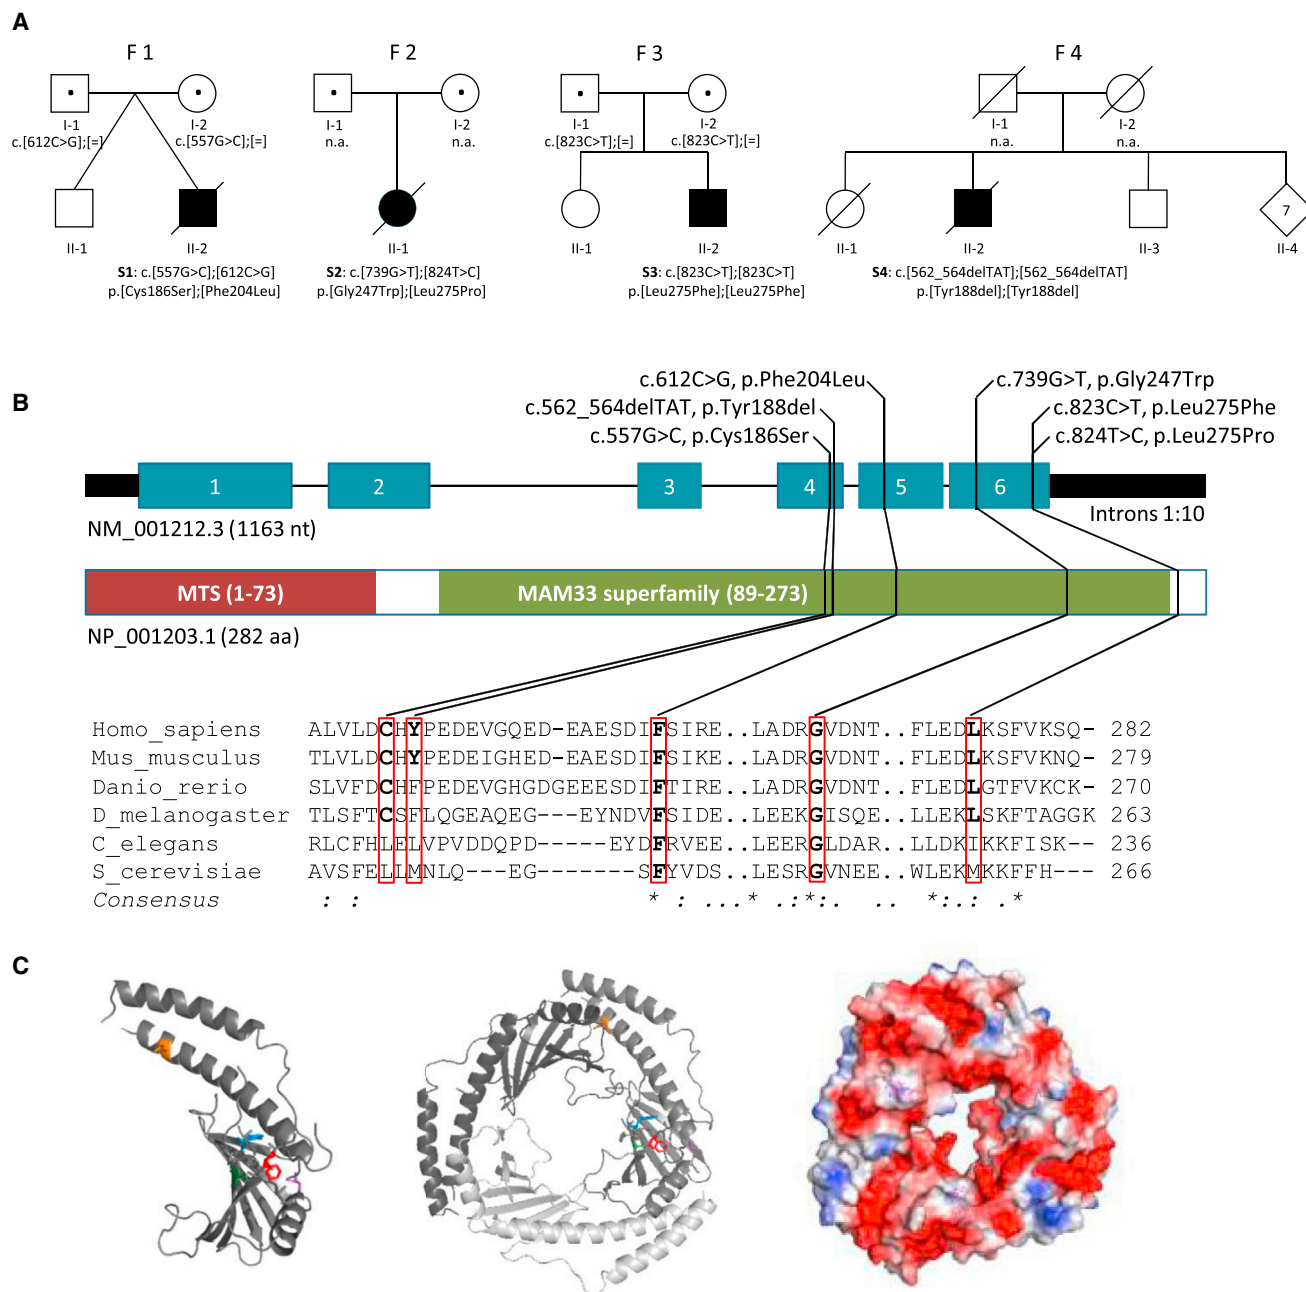 A
F 1
F 2
F 3
F 4
I-1
I-2
I-1
I-2
I-1
I-2
I-1
I-2
c.[612C>G];[=]
c.[557G>C];[=]
n.a.
n.a.
c.[823C>T];[=]
c.[823C>T];[=]
n.a.
n.a.
7
II-1
II-2
II-1
II-1
II-2
II-1
II-2
II-3
II-4
S1: c.[557G>C];[612C>G]
p.[Cys186Ser];[Phe204Leu]
S2: c.[739G>T];[824T>C]
p.[Gly247Trp];[Leu275Pro]
S3: c.[823C>T];[823C>T]
p.[Leu275Phe];[Leu275Phe]
S4: c.[562_564delTAT];[562_564delTAT]
p.[Tyr188del];[Tyr188del]
B
c.612C>G, p.Phe204Leu
c.562_564delTAT, p.Tyr188del
c.557G>C, p.Cys186Ser
c.739G>T, p.Gly247Trp
c.823C>T, p.Leu275Phe
c.824T>C, p.Leu275Pro
1 2 3 4 5 6
NM_001212.3 (1163 nt)
Introns 1:10
MTS (1-73)
MAM33 superfamily (89-273)
NP_001203.1 (282 aa)
Homo_sapiens ALVLDCHYPEDEVGQED-EAESDIFSIRE..LADRGVDNT..FLEDLKSFVKSQ- 282
Mus_musculus TLVLDCHYPEDEIGHED-EAESDIFSIKE..LADRGVDNT..FLEDLKSFVKNQ- 279
Danio_rerio SLVFDCHFPEDEVGHGDGEEESDIFTIRE..LADRGVDNT..FLEDLGTFVKCK- 270
D_melanogaster TLSFTCSFLQGEAQEG---EYNDVFSIDE..LEEKGISQE..LLEKLSKFTAGGK 263
C_elegans RLCFHLELVPVDDQPD-----EYDFRVEE..LEERGLDAR..LLDKIKKFISK-- 236
S_cerevisiae AVSFELLMNLQ---EG-------SFYVDS..LESRGVNEE..WLEKMKKFFH--- 266
Consensus : : * : ...* .:*:. .. *:.: .*
C